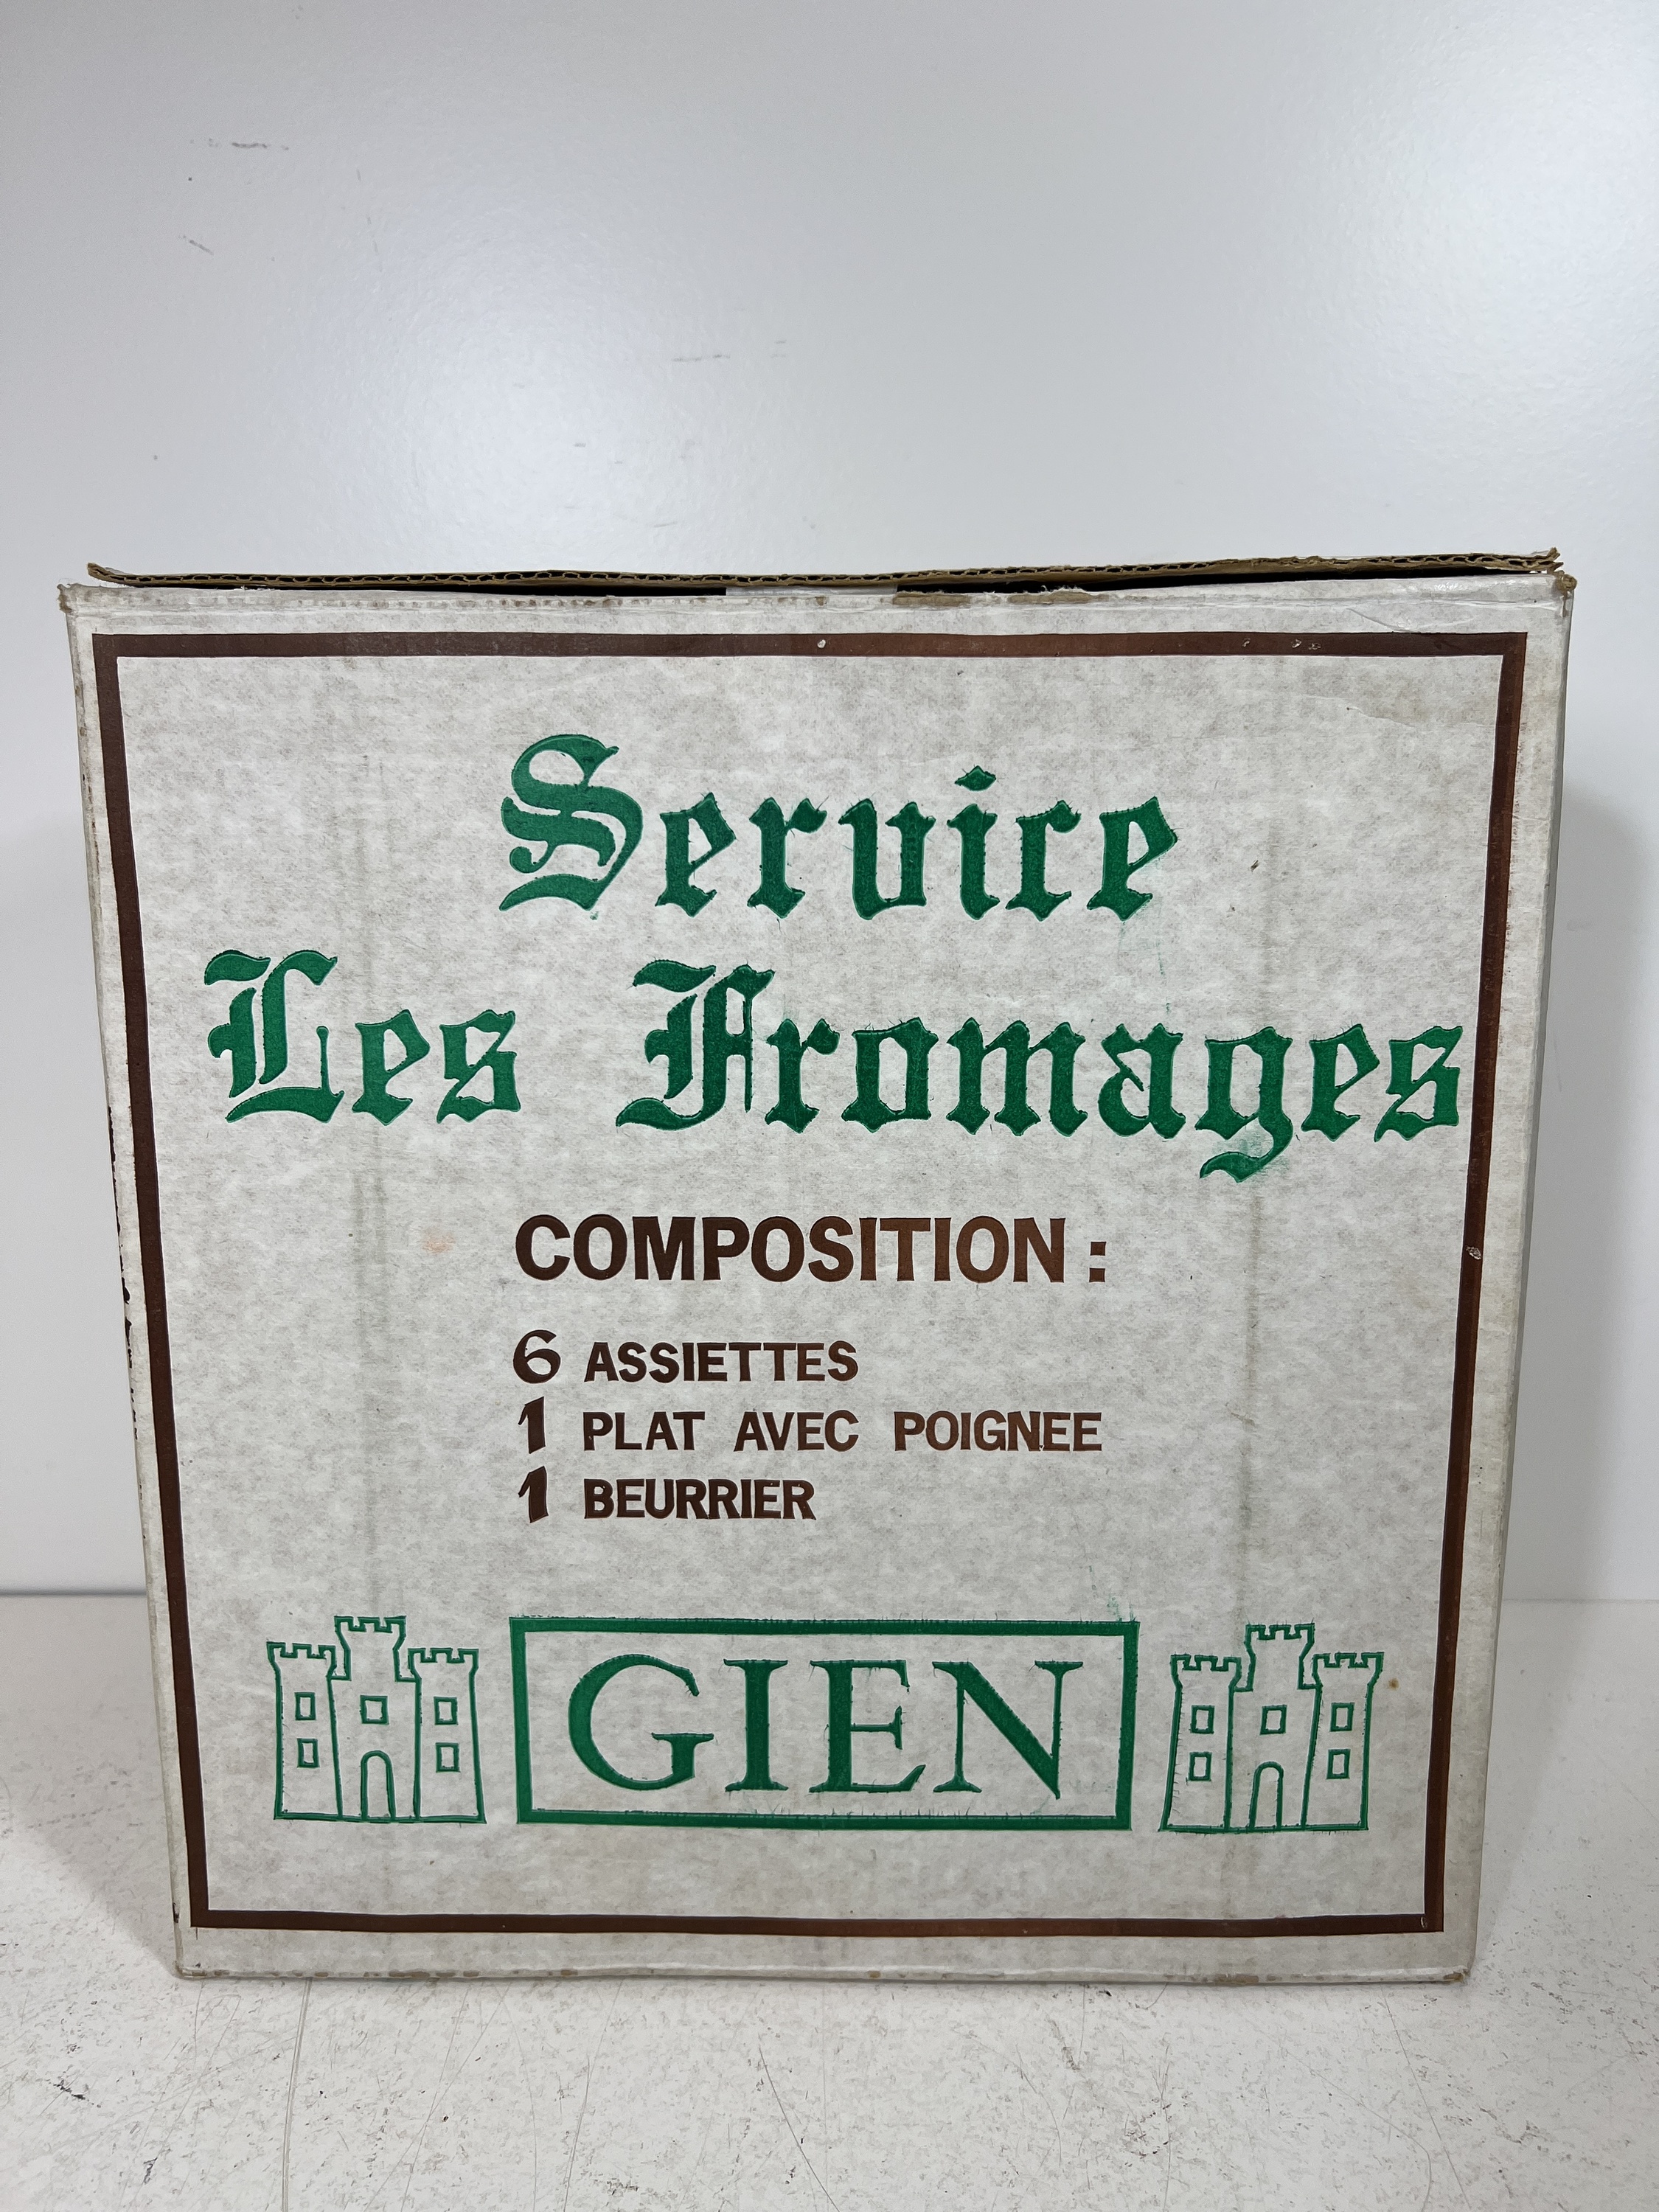 Service
Les Fromages
COMPOSITION :
6 ASSIETTES
1 PLAT AVEC POIGNEE
1 BEURRIER
GIEN